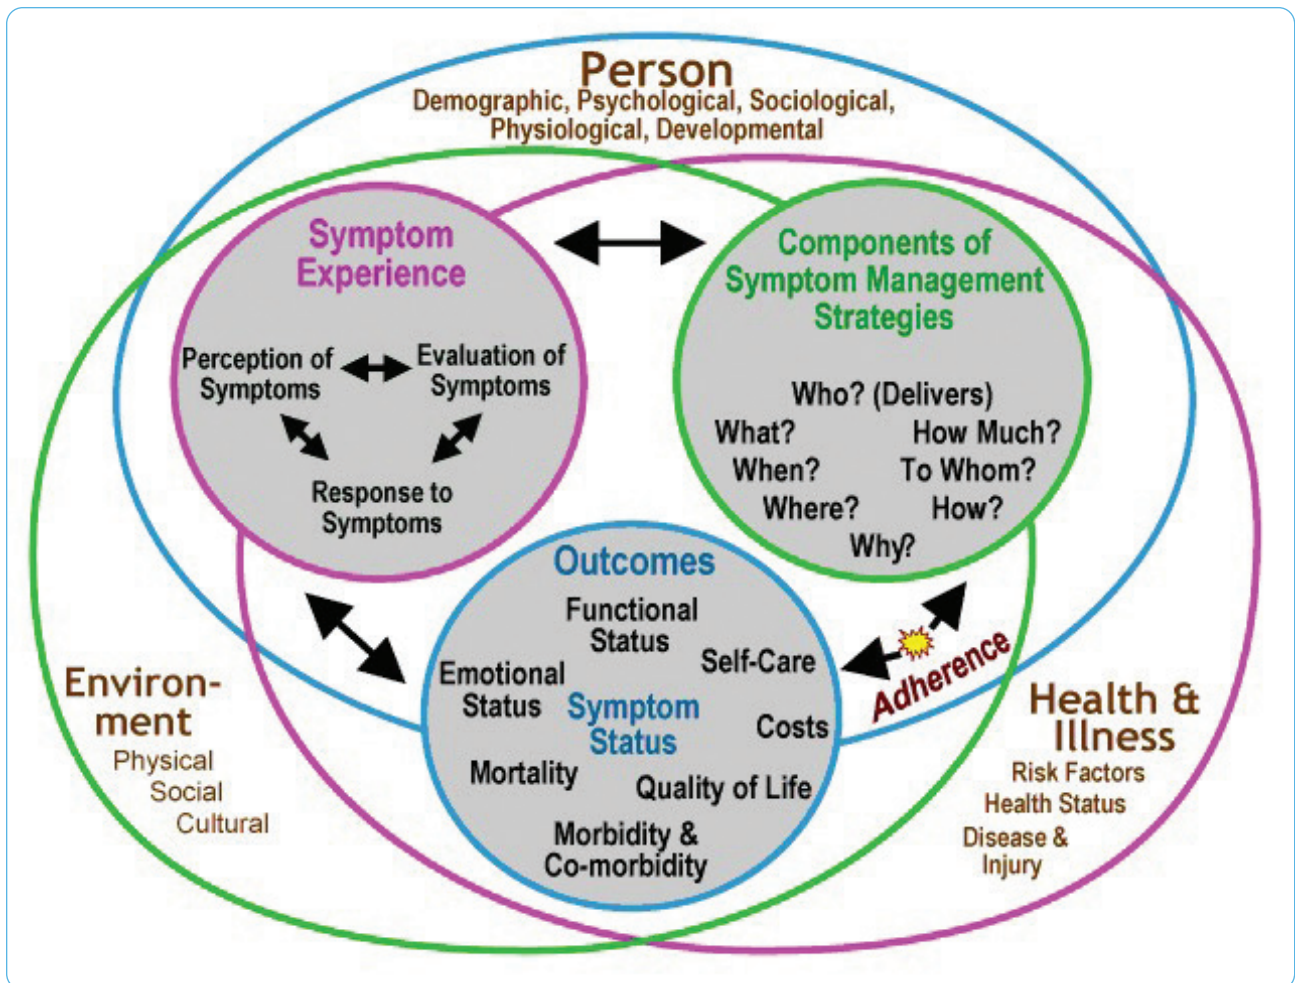 Person
Demographic, Psychological, Sociological,
Physiological, Developmental
Symptom
Experience
Perception of
Symptoms
Evaluation of
Symptoms
Response to
Symptoms
Components of
Symptom Management
Strategies
Who? (Delivers)
What?
How Much?
When?
To Whom?
Where?
How?
Why?
Outcomes
Functional
Status
Self-Care
Emotional
Status
Symptom
Status
Costs
Mortality
Quality of Life
Morbidity &
Co-morbidity
Adherence
Environ-
ment
Physical
Social
Cultural
Health &
Illness
Risk Factors
Health Status
Disease &
Injury